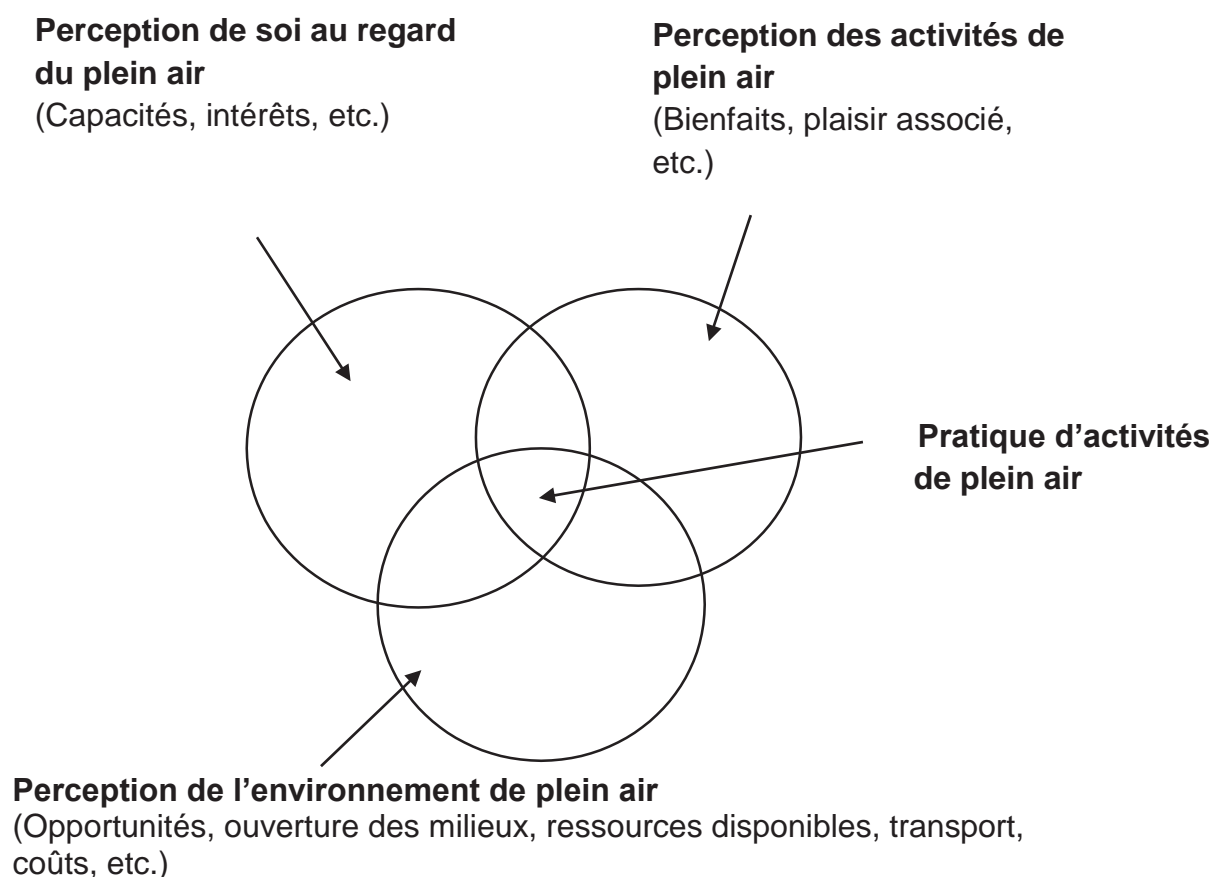 Perception de soi au regard
du plein air
(Capacités, intérêts, etc.)
Perception des activités de
plein air
(Bienfaits, plaisir associé,
etc.)
Pratique d’activités
de plein air
Perception de l’environnement de plein air
(Opportunités, ouverture des milieux, ressources disponibles, transport,
coûts, etc.)